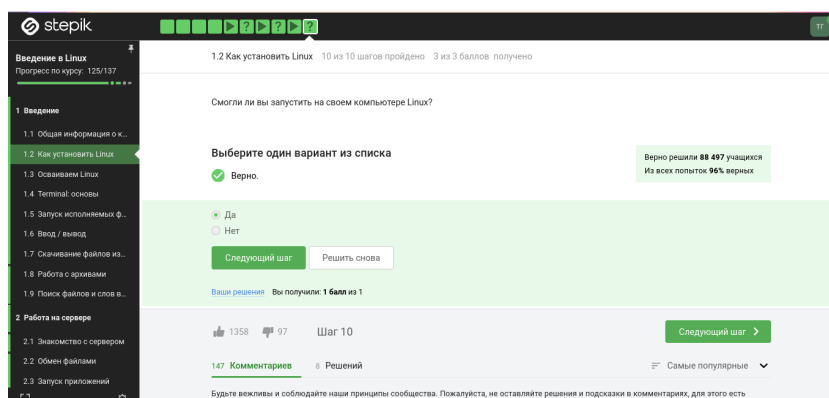 stepik
ТГ
Введение в Linux
Прогресс по курсу: 125/137
1 Введение
1.1 Общая информация о к...
1.2 Как установить Linux
1.3 Осваиваем Linux
1.4 Terminal: основы
1.5 Запуск исполняемых ф...
1.6 Ввод / вывод
1.7 Скачивание файлов из...
1.8 Работа с архивами
1.9 Поиск файлов и слов в...
2 Работа на сервере
2.1 Знакомство с сервером
2.2 Обмен файлами
2.3 Запуск приложений
1.2 Как установить Linux 10 из 10 шагов пройдено 3 из 3 баллов получено
Смогли ли вы запустить на своем компьютере Linux?
Выберите один вариант из списка
Верно.
Верно решили 88 497 учащихся
Из всех попыток 96% верных
Да
Нет
Следующий шаг
Решить снова
Ваши решения Вы получили: 1 балл из 1
1358 97 Шаг 10
Следующий шаг
147 Комментариев 8 Решений
Самые популярные
Будьте вежливы и соблюдайте наши принципы сообщества. Пожалуйста, не оставляйте решения и подсказки в комментариях, для этого есть